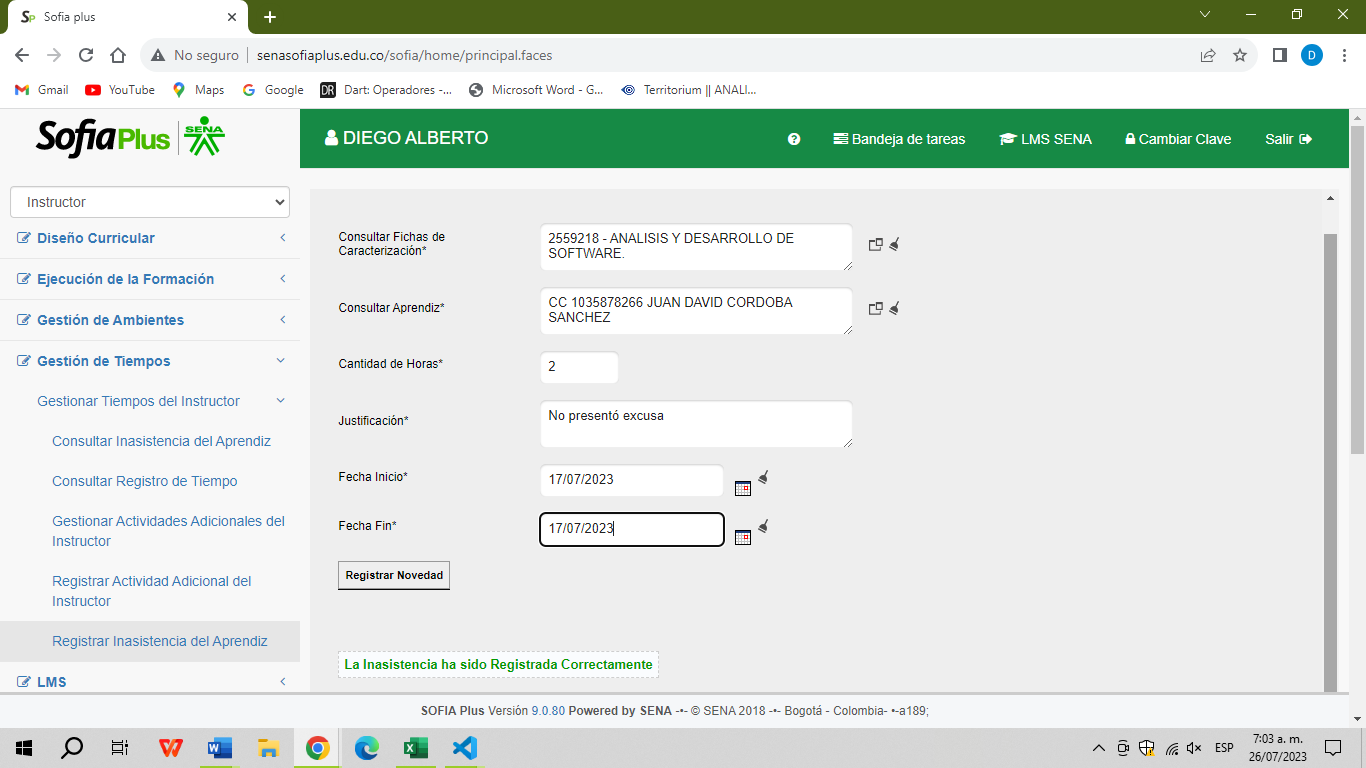 Sofia plus
No seguro
senasofiaplus.edu.co/sofia/home/principal.faces
D
Gmail
YouTube
Maps
Google
DR Dart: Operadores -...
Microsoft Word - G...
Territorium || ANALI...
Sofia Plus SENA
DIEGO ALBERTO
Bandeja de tareas
LMS SENA
Cambiar Clave
Salir
Instructor
Diseño Curricular
Ejecución de la Formación
Gestión de Ambientes
Gestión de Tiempos
Gestionar Tiempos del Instructor
Consultar Inasistencia del Aprendiz
Consultar Registro de Tiempo
Gestionar Actividades Adicionales del
Instructor
Registrar Actividad Adicional del
Instructor
Registrar Inasistencia del Aprendiz
LMS
Consultar Fichas de
Caracterización*
2559218 - ANALISIS Y DESARROLLO DE
SOFTWARE.
Consultar Aprendiz*
CC 1035878266 JUAN DAVID CORDOBA
SANCHEZ
Cantidad de Horas*
2
Justificación*
No presentó excusa
Fecha Inicio*
17/07/2023
Fecha Fin*
17/07/2023
Registrar Novedad
La Inasistencia ha sido Registrada Correctamente
SOFIA Plus Versión 9.0.80 Powered by SENA -•- © SENA 2018 -•- Bogotá - Colombia- •-a189;
ESP
7:03 a. m.
26/07/2023